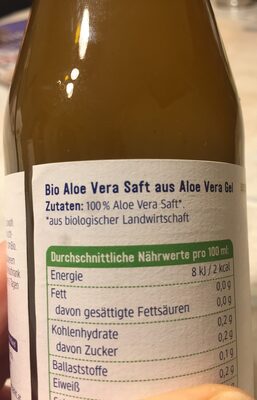 Bio Aloe Vera Saft aus Aloe Vera Gel
Zutaten: 100% Aloe Vera Saft*.
*aus biologischer Landwirtschaft
Durchschnittliche Nährwerte pro 100 ml:
Energie 8 kJ / 2 kcal
Fett 0,0 g
davon gesättigte Fettsäuren 0,0 g
Kohlenhydrate 0,2 g
davon Zucker 0,2 g
Ballaststoffe 0,1 g
Eiweiß 0,2 g